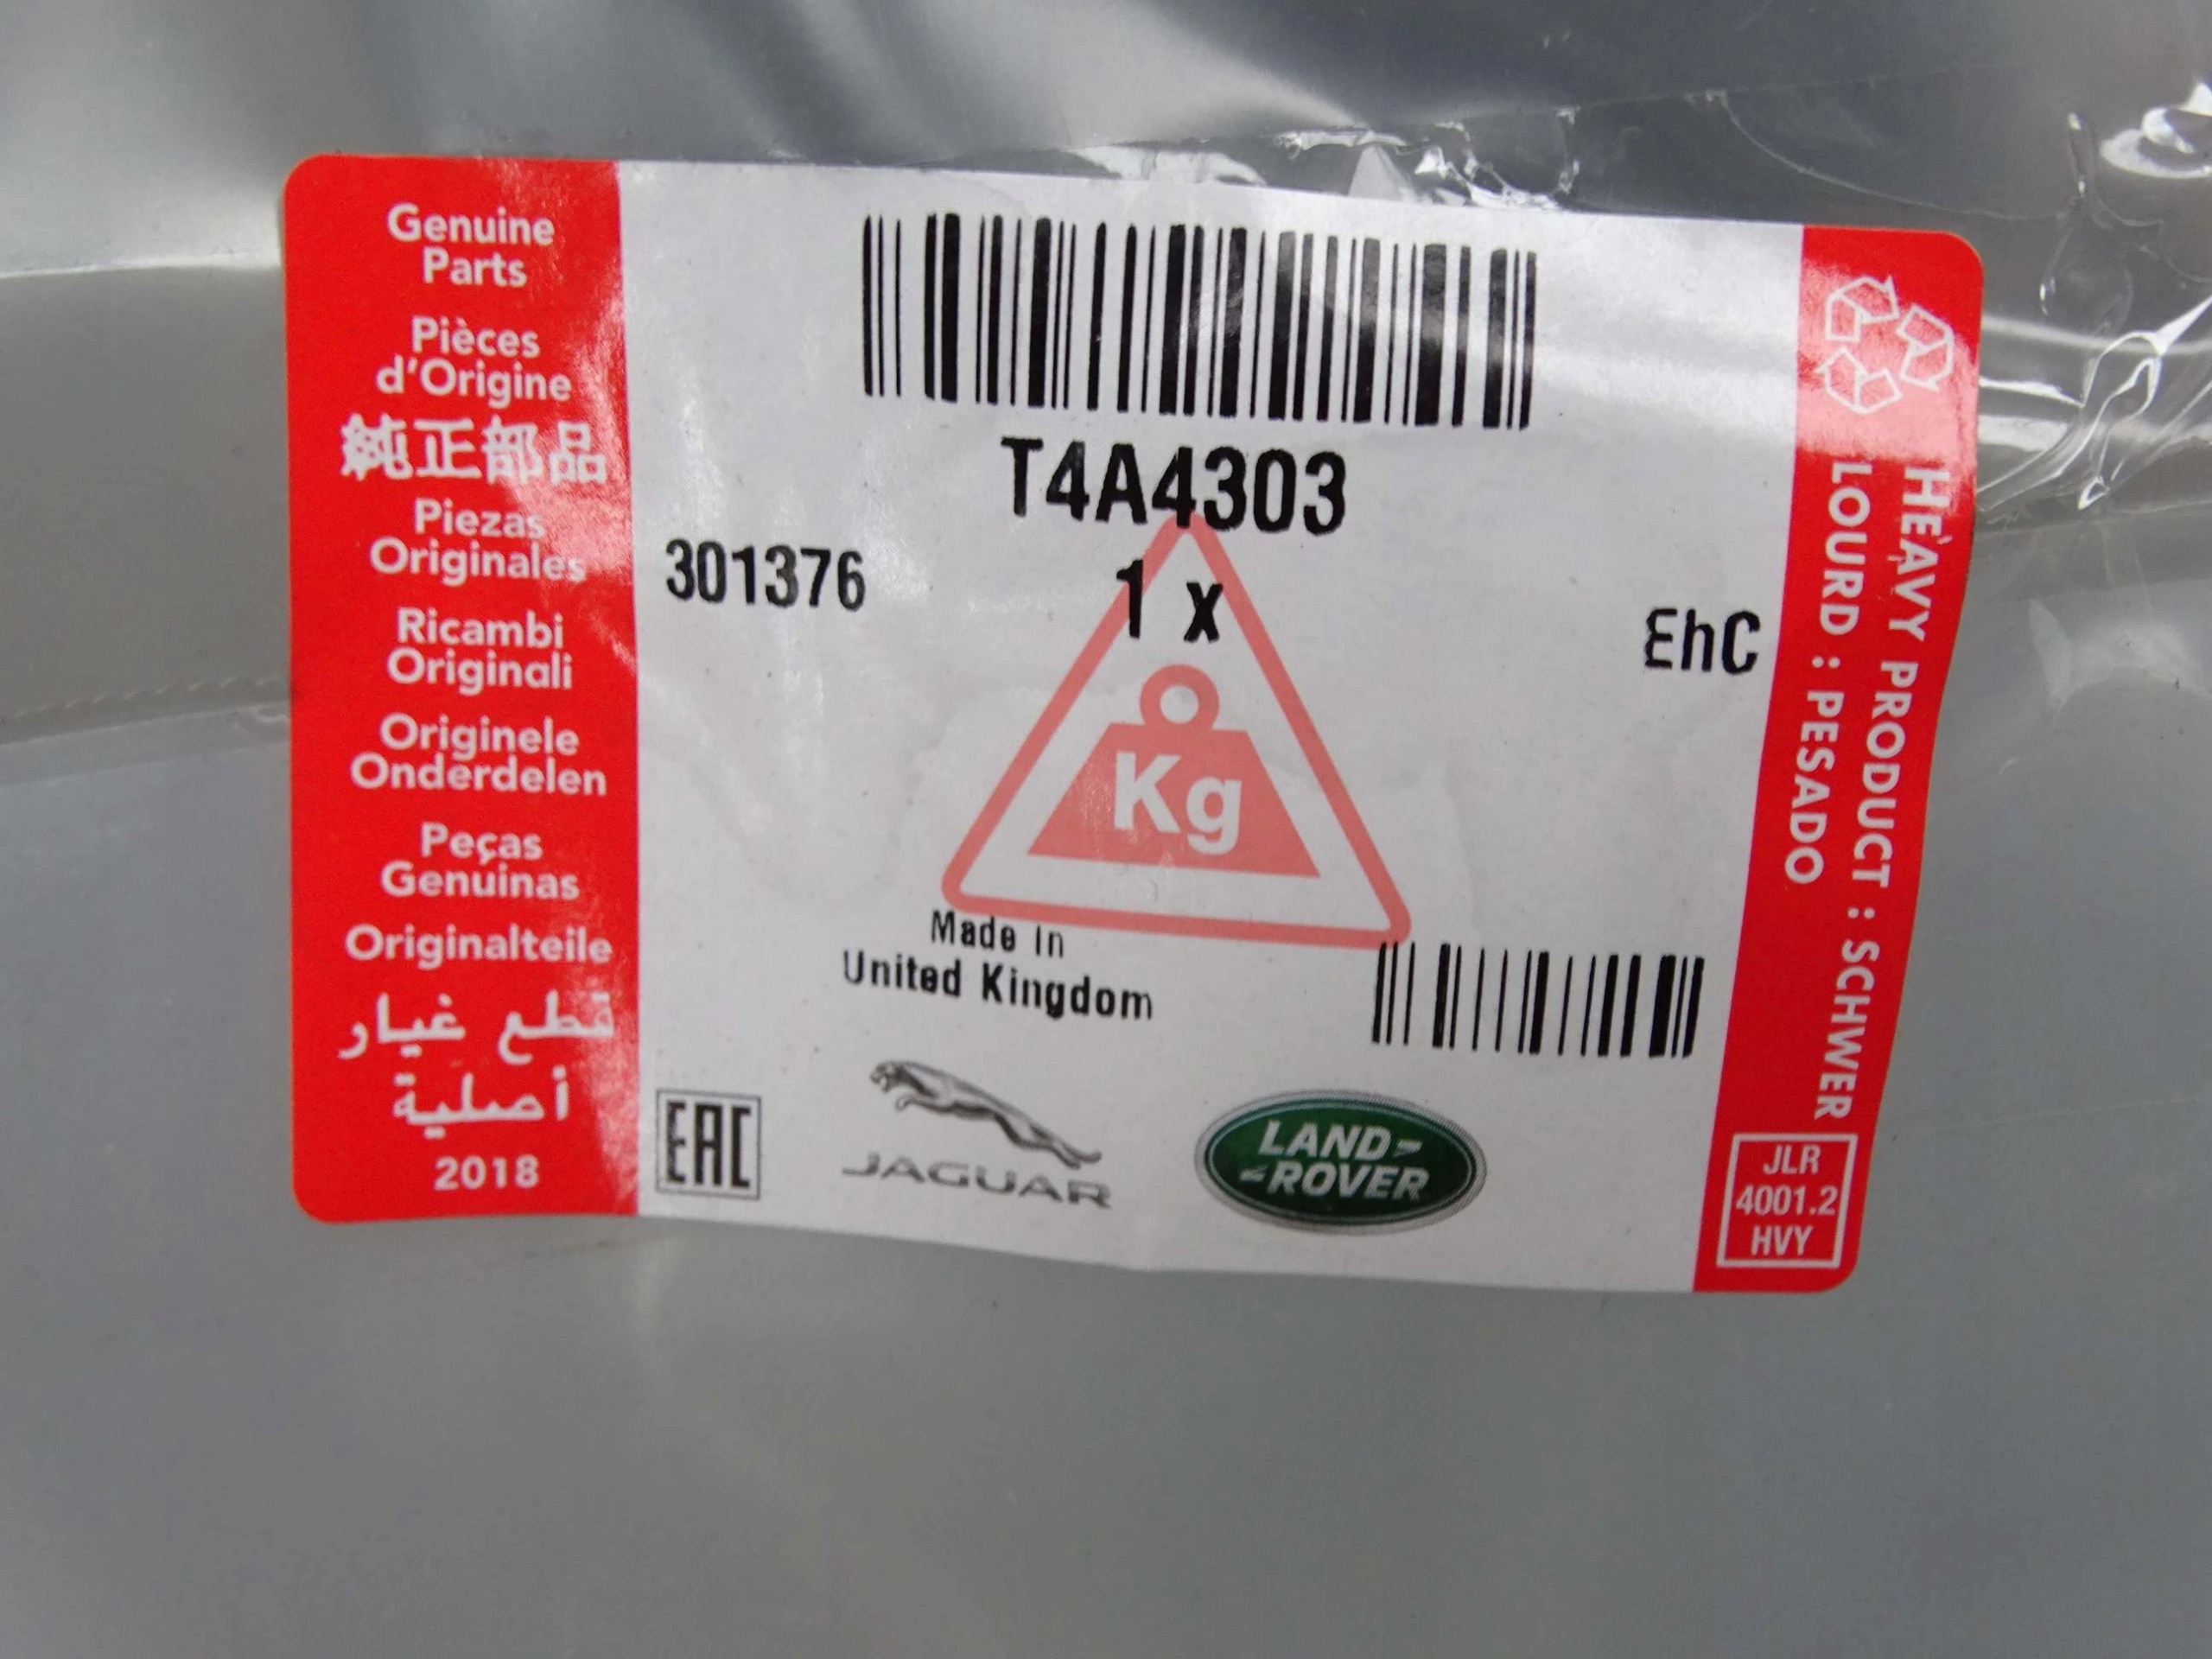 Genuine
Parts
Pièces
d'Origine
純正部品
Piezas
Originales
Ricambi
Originali
Originele
Onderdelen
Peças
Genuinas
Originalteile
قطع غيار
أصلية
2018
T4A4303
301376
1 x
EhC
Kg
Made In
United Kingdom
EAC
JAGUAR
LAND-
ROVER
HEAVY PRODUCT : SCHWER
LOURD : PESADO
JLR
4001.2
HVY